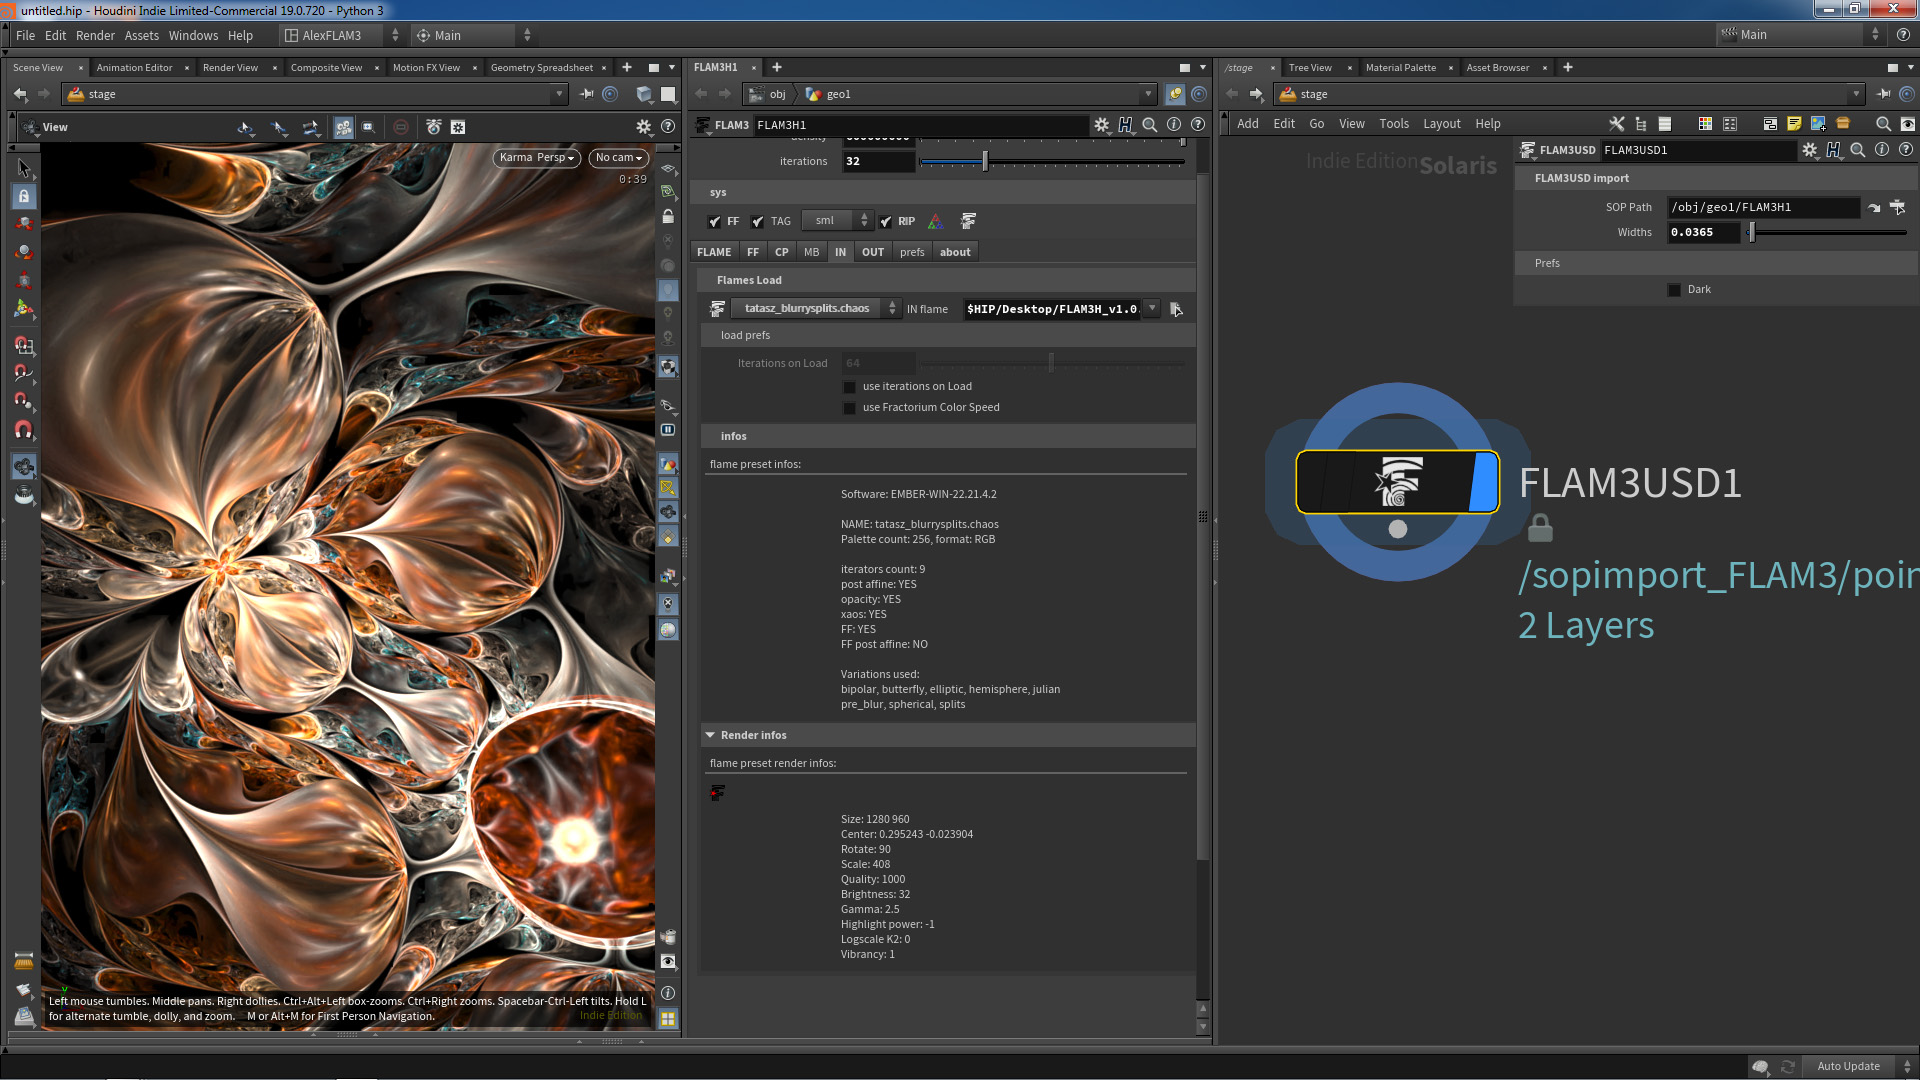 untitled.hip - Houdini Indie Limited-Commercial 19.0.720 - Python 3
File Edit Render Assets Windows Help AlexFLAM3 Main Main
Scene View Animation Editor Render View Composite View Motion FX View Geometry Spreadsheet
stage
View
Karma Persp
No cam
0:39
Left mouse tumbles. Middle pans. Right dollies. Ctrl+Alt+Left box-zooms. Ctrl+Right zooms. Spacebar-Ctrl-Left tilts. Hold L
for alternate tumble, dolly, and zoom. M or Alt+M for First Person Navigation.
Indie Edition
FLAM3H1
obj geo1
FLAM3 FLAM3H1
density
iterations 32
sys
FF TAG sml RIP
FLAME FF CP MB IN OUT prefs about
Flames Load
tatasz_blurrysplits.chaos IN flame $HIP/Desktop/FLAM3H_v1.0.
load prefs
Iterations on Load 64
use iterations on Load
use Fractorium Color Speed
infos
flame preset infos:
Software: EMBER-WIN-22.21.4.2
NAME: tatasz_blurrysplits.chaos
Palette count: 256, format: RGB
iterators count: 9
post affine: YES
opacity: YES
xaos: YES
FF: YES
FF post affine: NO
Variations used:
bipolar, butterfly, elliptic, hemisphere, julian
pre_blur, spherical, splits
Render infos
flame preset render infos:
Size: 1280 960
Center: 0.295243 -0.023904
Rotate: 90
Scale: 408
Quality: 1000
Brightness: 32
Gamma: 2.5
Highlight power: -1
Logscale K2: 0
Vibrancy: 1
/stage Tree View Material Palette Asset Browser
stage
Add Edit Go View Tools Layout Help
Indie Edition Solaris
FLAM3USD FLAM3USD1
FLAM3USD import
SOP Path /obj/geo1/FLAM3H1
Widths 0.0365
Prefs
Dark
FLAM3USD1
/sopimport_FLAM3/poin
2 Layers
Auto Update